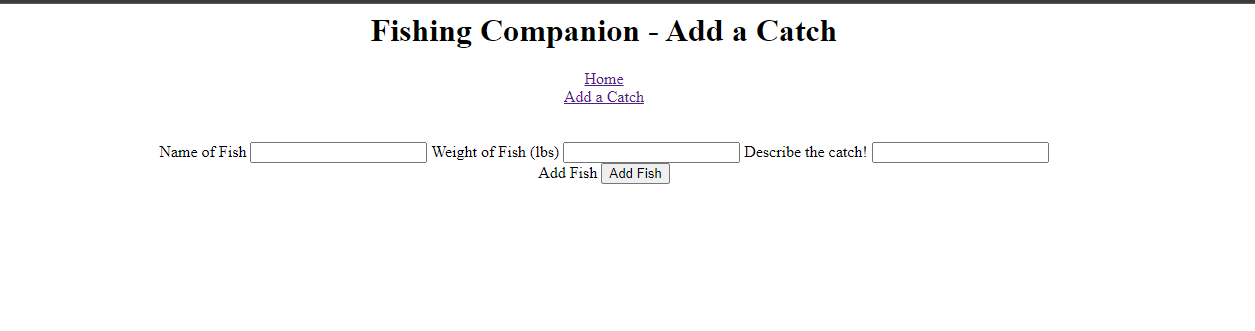 Fishing Companion - Add a Catch
Home
Add a Catch
Name of Fish Weight of Fish (lbs) Describe the catch!
Add Fish Add Fish